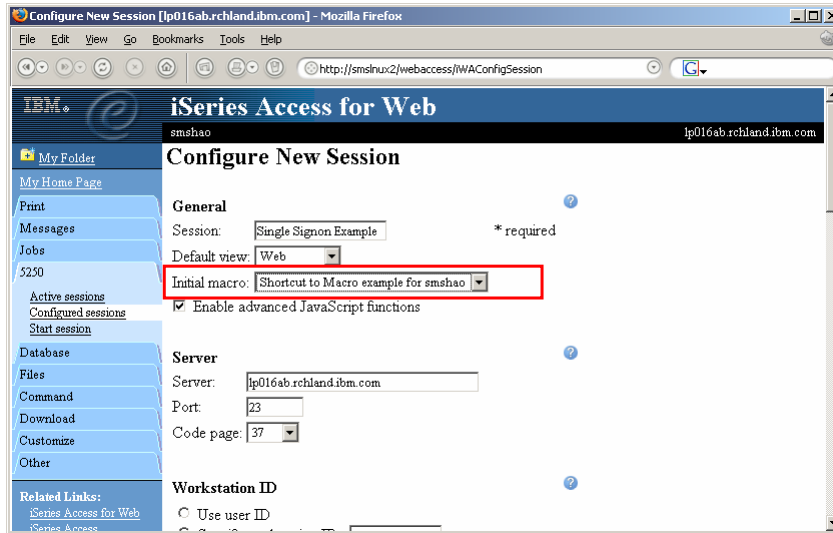 Configure New Session [lp016ab.rchland.ibm.com] - Mozilla Firefox
File Edit View Go Bookmarks Tools Help
http://smslnux2/webaccess/iWAConfigSession
G
IBM®
iSeries Access for Web
smshao lp016ab.rchland.ibm.com
My Folder
My Home Page
Print
Messages
Jobs
5250
Active sessions
Configured sessions
Start session
Database
Files
Command
Download
Customize
Other
Related Links:
iSeries Access for Web
iSeries Access
Configure New Session
General ?
Session: Single Signon Example * required
Default view: Web
Initial macro: Shortcut to Macro example for smshao
Enable advanced JavaScript functions
Server ?
Server: lp016ab.rchland.ibm.com
Port: 23
Code page: 37
Workstation ID ?
Use user ID